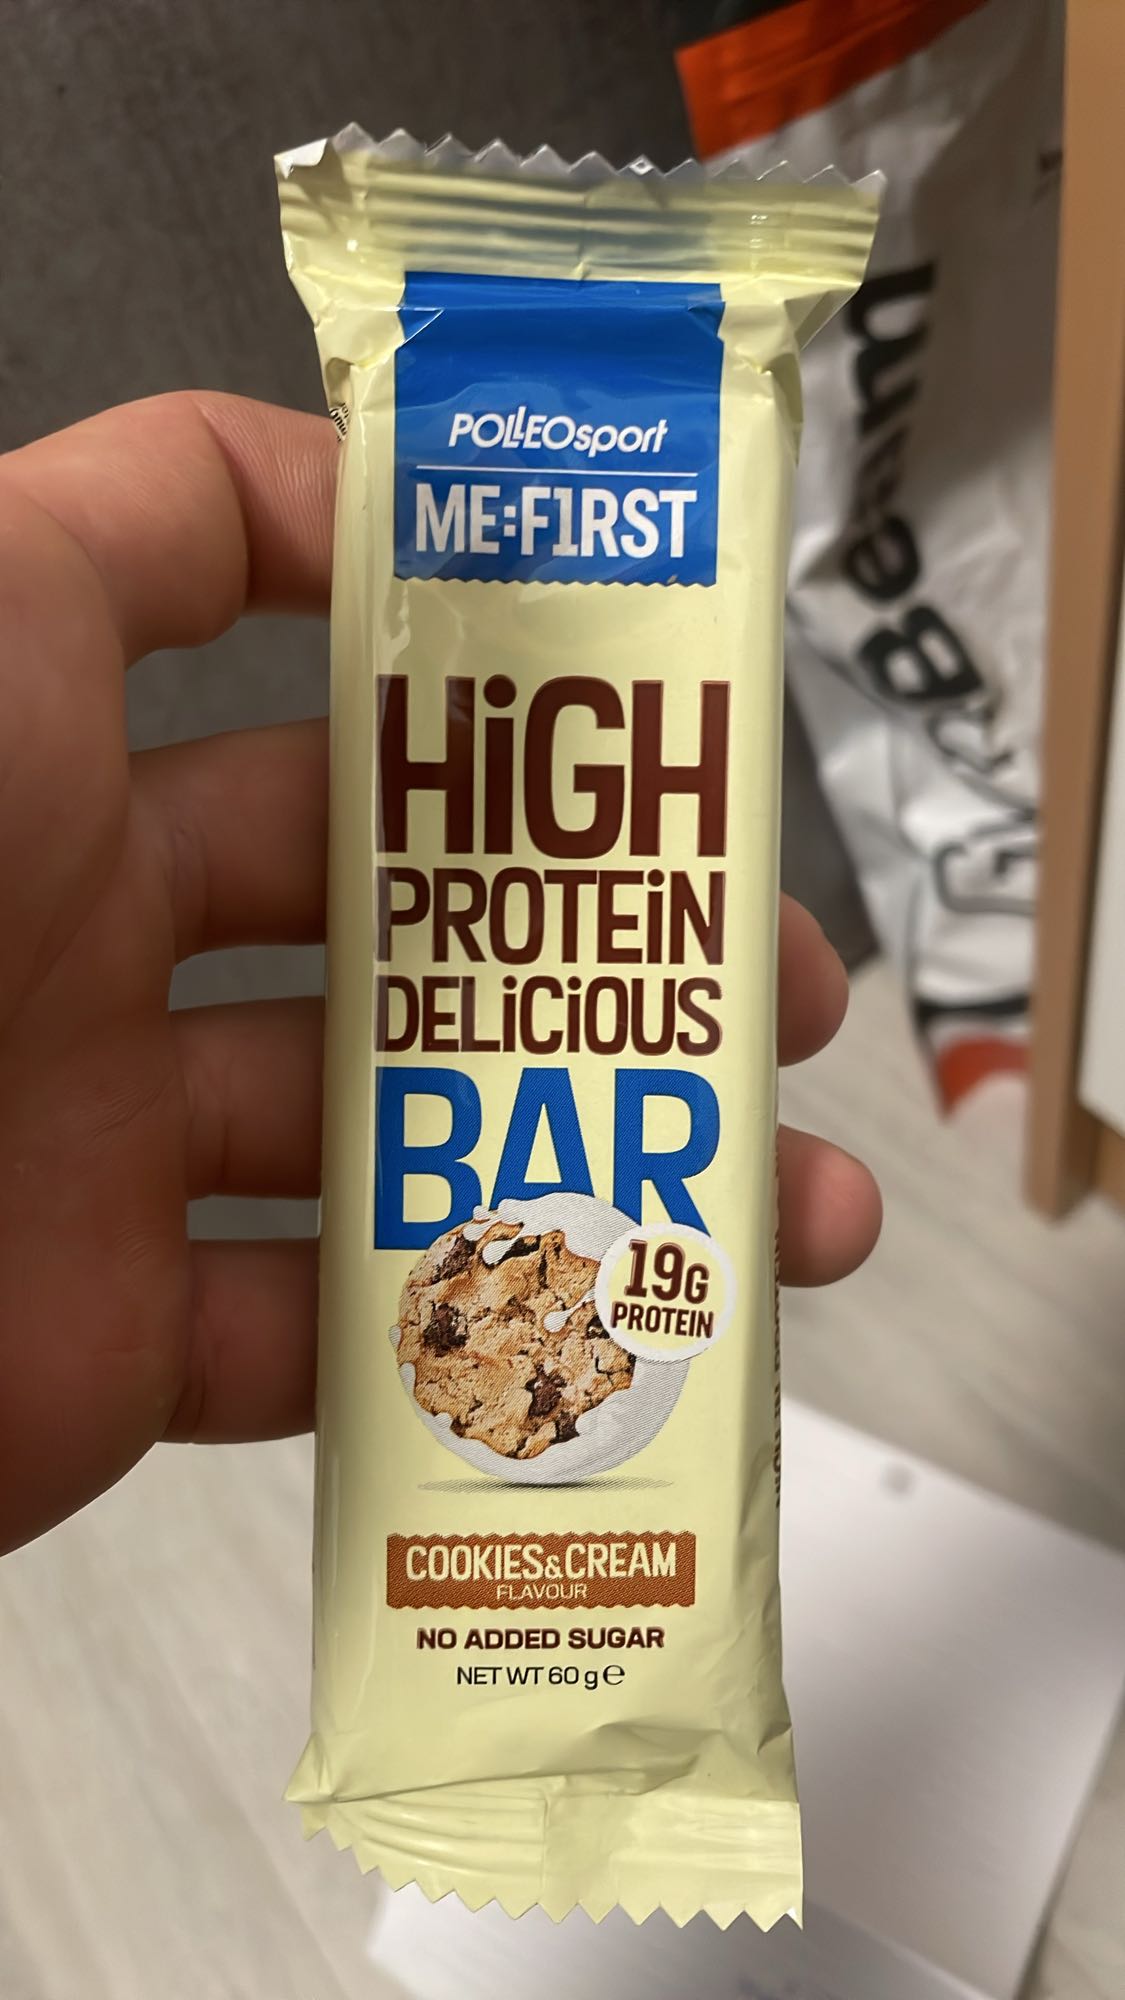 POLLEOsport
ME:F1RST
HiGH
PROTEiN
DELiCiOUS
BAR
19G
PROTEIN
COOKIES&CREAM
FLAVOUR
NO ADDED SUGAR
NET WT 60 g ℮